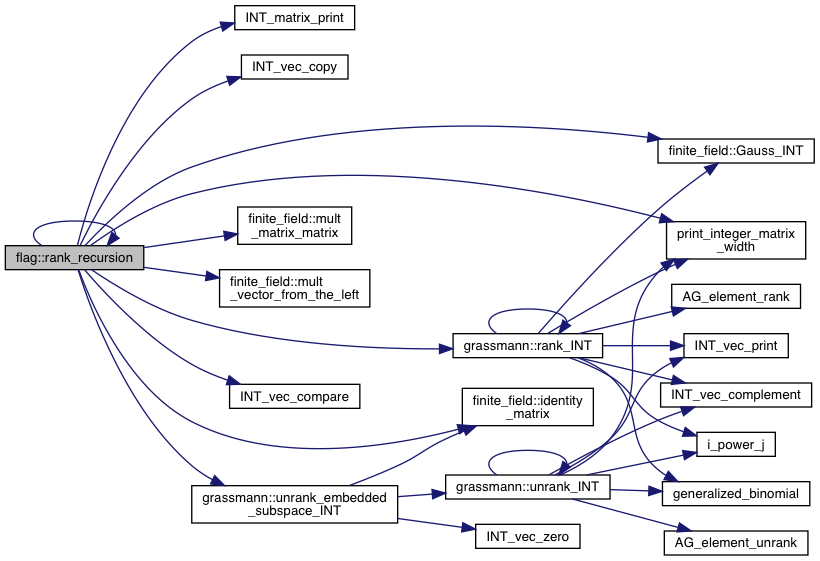 INT_matrix_print
INT_vec_copy
finite_field::Gauss_INT
finite_field::mult
_matrix_matrix
print_integer_matrix
_width
flag::rank_recursion
finite_field::mult
_vector_from_the_left
AG_element_rank
grassmann::rank_INT
INT_vec_print
INT_vec_compare
INT_vec_complement
finite_field::identity
_matrix
i_power_j
grassmann::unrank_INT
generalized_binomial
grassmann::unrank_embedded
_subspace_INT
INT_vec_zero
AG_element_unrank